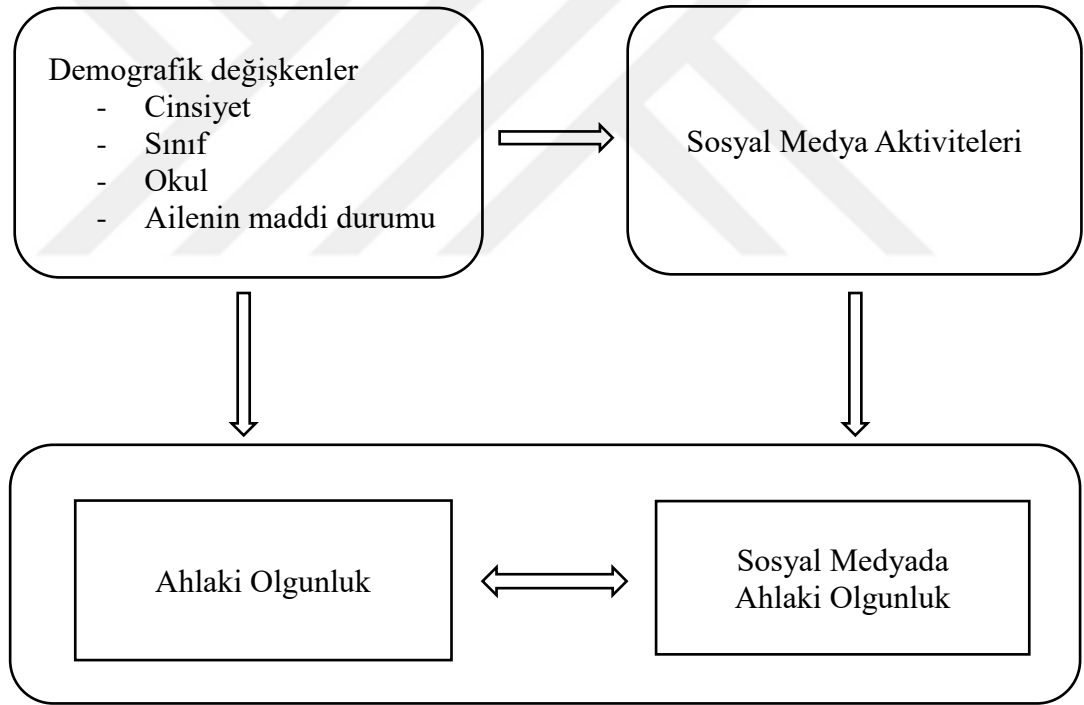 Demografik değişkenler
- Cinsiyet
- Sınıf
- Okul
- Ailenin maddi durumu
Sosyal Medya Aktiviteleri
Ahlaki Olgunluk
Sosyal Medyada
Ahlaki Olgunluk